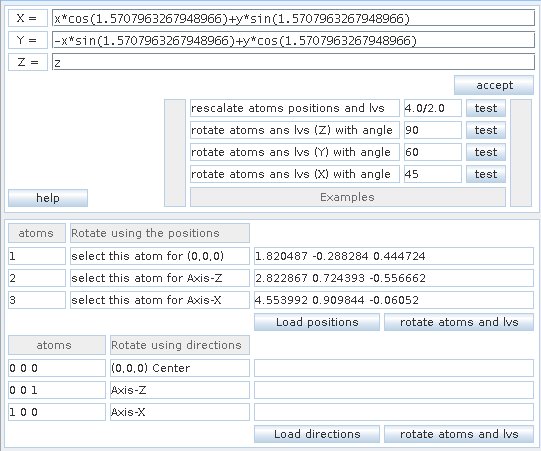 X = x*cos(1.5707963267948966)+y*sin(1.5707963267948966)
Y = -x*sin(1.5707963267948966)+y*cos(1.5707963267948966)
Z = z
accept
rescalate atoms positions and lvs 4.0/2.0 test
rotate atoms ans lvs (Z) with angle 90 test
rotate atoms ans lvs (Y) with angle 60 test
rotate atoms ans lvs (X) with angle 45 test
help Examples
atoms Rotate using the positions
1 select this atom for (0,0,0) 1.820487 -0.288284 0.444724
2 select this atom for Axis-Z 2.822867 0.724393 -0.556662
3 select this atom for Axis-X 4.553992 0.909844 -0.06052
Load positions rotate atoms and lvs
atoms Rotate using directions
0 0 0 (0,0,0) Center
0 0 1 Axis-Z
1 0 0 Axis-X
Load directions rotate atoms and lvs